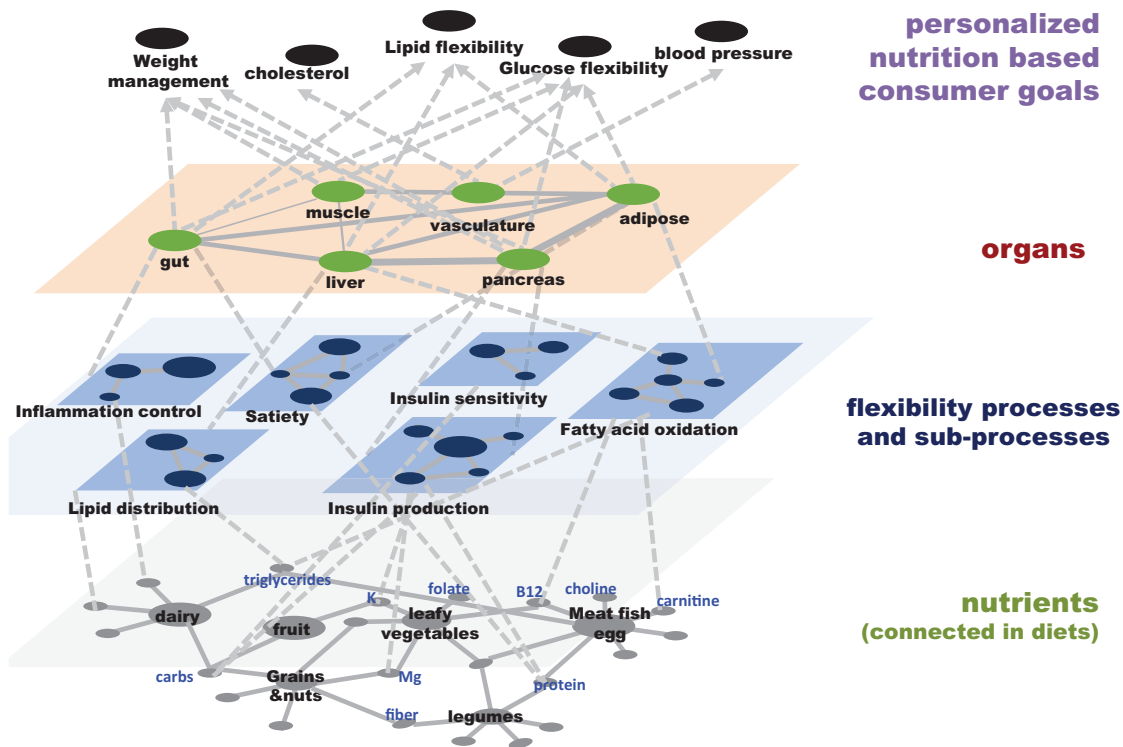 personalized
nutrition based
consumer goals
Weight
management
cholesterol
Lipid flexibility
Glucose flexibility
blood pressure
muscle
vasculature
adipose
gut
liver
pancreas
organs
Inflammation control
Satiety
Insulin sensitivity
Fatty acid oxidation
Lipid distribution
Insulin production
flexibility processes
and sub-processes
triglycerides
K
folate
B12
choline
carnitine
dairy
fruit
leafy
vegetables
Meat fish
egg
nutrients
(connected in diets)
carbs
Grains
&nuts
Mg
protein
fiber
legumes